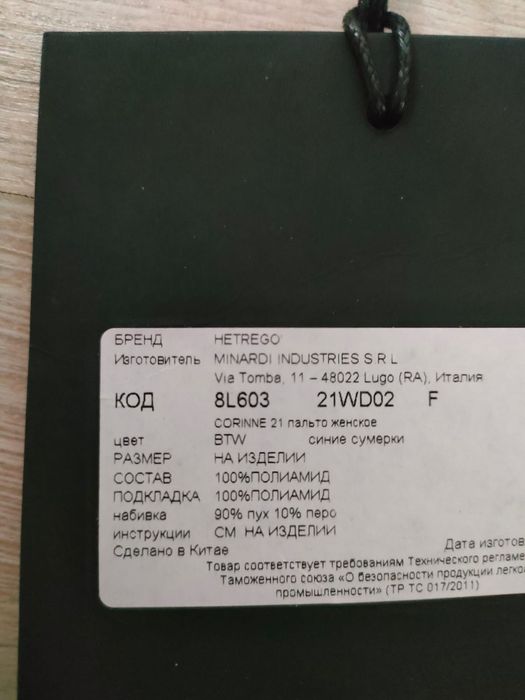 БРЕНД HETREGO
Изготовитель MINARDI INDUSTRIES S R L
Via Tomba, 11 – 48022 Lugo (RA), Италия
КОД 8L603 21WD02 F
CORINNE 21 пальто женское
цвет BTW синие сумерки
РАЗМЕР НА ИЗДЕЛИИ
СОСТАВ 100%ПОЛИАМИД
ПОДКЛАДКА 100%ПОЛИАМИД
набивка 90% пух 10% перо
инструкции СМ НА ИЗДЕЛИИ
Сделано в Китае Дата изготов
Товар соответствует требованиям Технического регламе
Таможенного союза «О безопасности продукции легко
промышленности» (ТР ТС 017/2011)